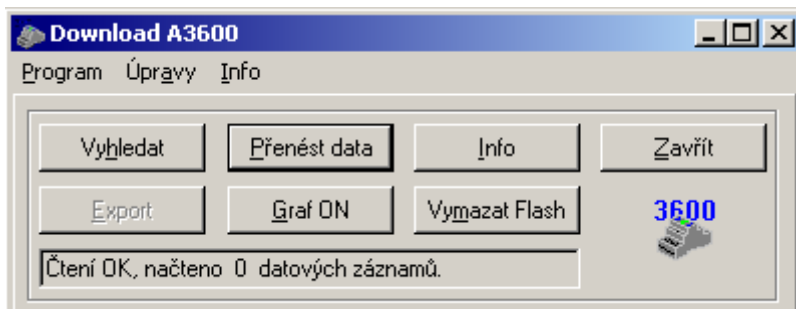 Download A3600
Program Úpravy Info
Vyhledat Přenést data Info Zavřít
Export Graf ON Vymazat Flash 3600
Čtení OK, načteno 0 datových záznamů.